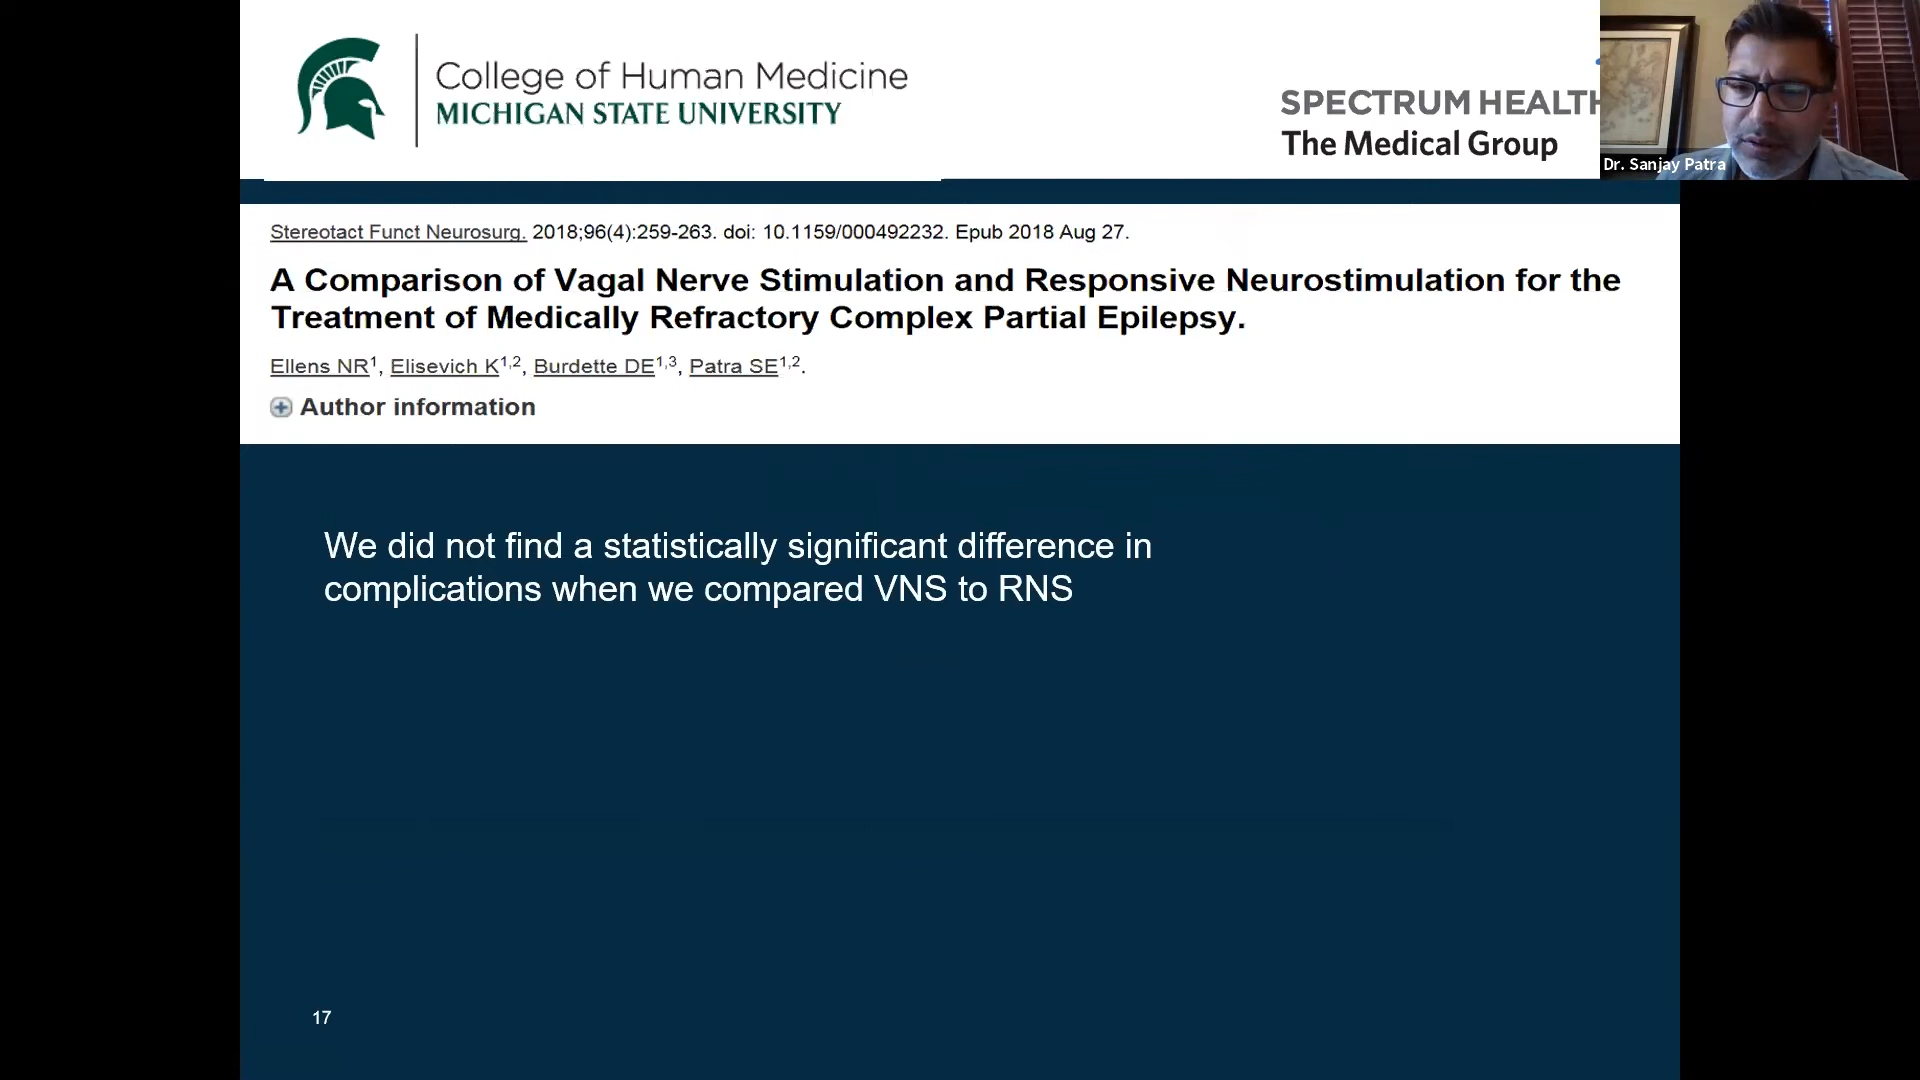 College of Human Medicine
MICHIGAN STATE UNIVERSITY
SPECTRUM HEALTH
The Medical Group
Dr. Sanjay Patra
Stereotact Funct Neurosurg. 2018;96(4):259-263. doi: 10.1159/000492232. Epub 2018 Aug 27.
A Comparison of Vagal Nerve Stimulation and Responsive Neurostimulation for the
Treatment of Medically Refractory Complex Partial Epilepsy.
Ellens NR1, Elisevich K1,2, Burdette DE1,3, Patra SE1,2.
Author information
We did not find a statistically significant difference in
complications when we compared VNS to RNS
17